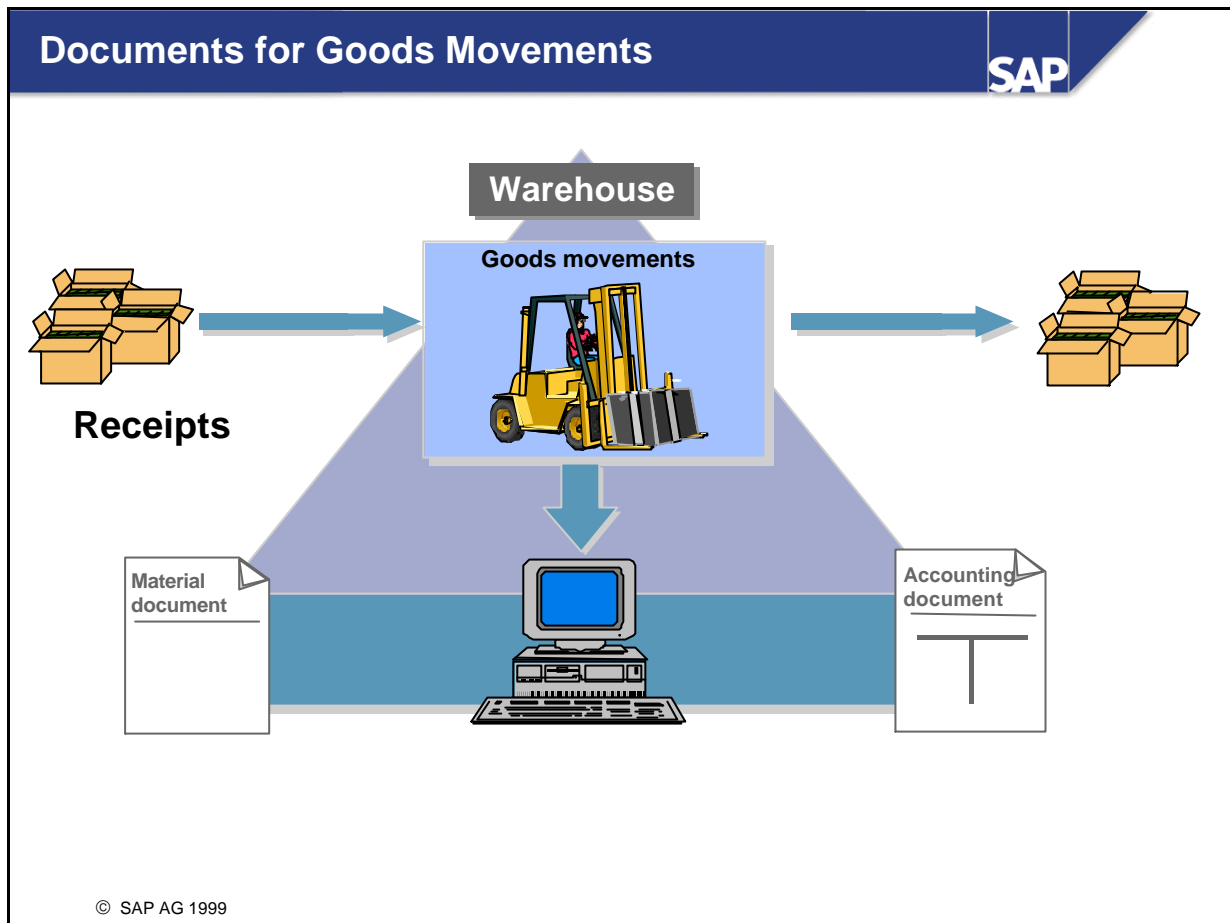 Documents for Goods Movements
SAP
Warehouse
Goods movements
Receipts
Material
document
Accounting
document
© SAP AG 1999